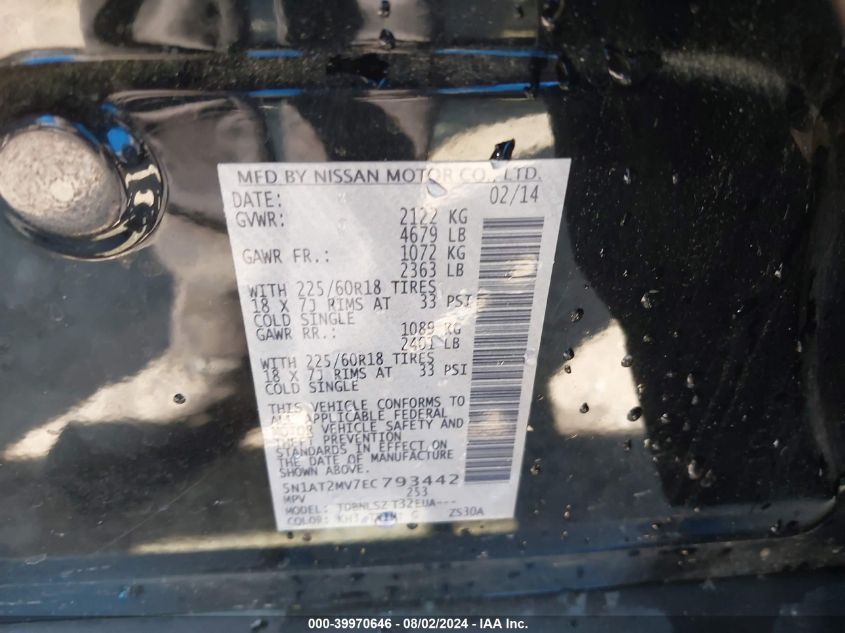 MFD BY NISSAN MOTOR CO., LTD.
DATE: 02/14
GVWR: 2122 KG
4679 LB
GAWR FR.: 1072 KG
2363 LB
WITH 225/60R18 TIRES
18 X 7J RIMS AT 33 PSI
COLD SINGLE
GAWR RR.: 1089 KG
2401 LB
WITH 225/60R18 TIRES
18 X 7J RIMS AT 33 PSI
COLD SINGLE
THIS VEHICLE CONFORMS TO
ALL APPLICABLE FEDERAL
MOTOR VEHICLE SAFETY AND
THEFT PREVENTION
STANDARDS IN EFFECT ON
THE DATE OF MANUFACTURE
SHOWN ABOVE.
5N1AT2MV7EC793442
MPV 253
MODEL:
COLOR: KH3 TRIM: G ZS30A
000-39970646 - 08/02/2024 - IAA Inc.